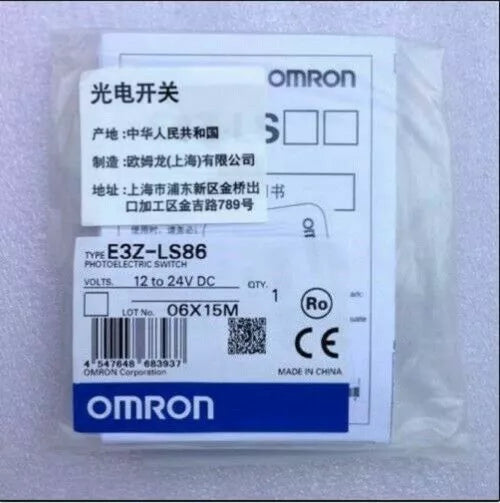 OMRON
光电开关
S□□
产地:中华人民共和国
制造:欧姆龙(上海)有限公司
地址:上海市浦东新区金桥出
口加工区金吉路789号
书
TYPE E3Z-LS86
PHOTOELECTRIC SWITCH
VOLTS. 12 to 24V DC QTY. 1
LOT No. 06X15M
Ro
CE
4 547648 683937
OMRON Corporation
MADE IN CHINA
OMRON